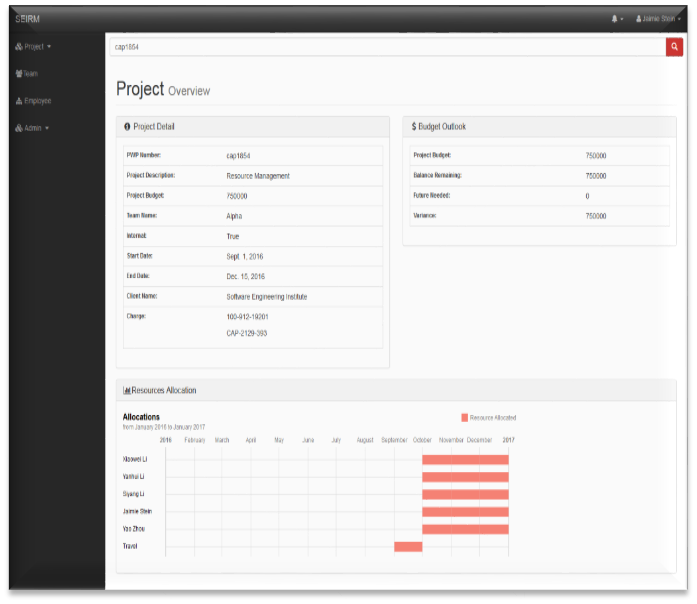 SEIRM
Jaimie Stein
Project
Team
Employee
Admin
cap1854
Project Overview
Project Detail
PWP Number: cap1854
Project Description: Resource Management
Project Budget: 750000
Team Name: Alpha
Internal: True
Start Date: Sept. 1, 2016
End Date: Dec. 15, 2016
Client Name: Software Engineering Institute
Charge: 100-912-19201
CAP-2129-393
$ Budget Outlook
Project Budget: 750000
Balance Remaining: 750000
Future Needed: 0
Variance: 750000
Resources Allocation
Allocations
from January 2016 to January 2017
Resource Allocated
2016 February March April May June July August September October November December 2017
Xiaowei Li
Yanhui Li
Siyang Li
Jaimie Stein
Yao Zhou
Travel